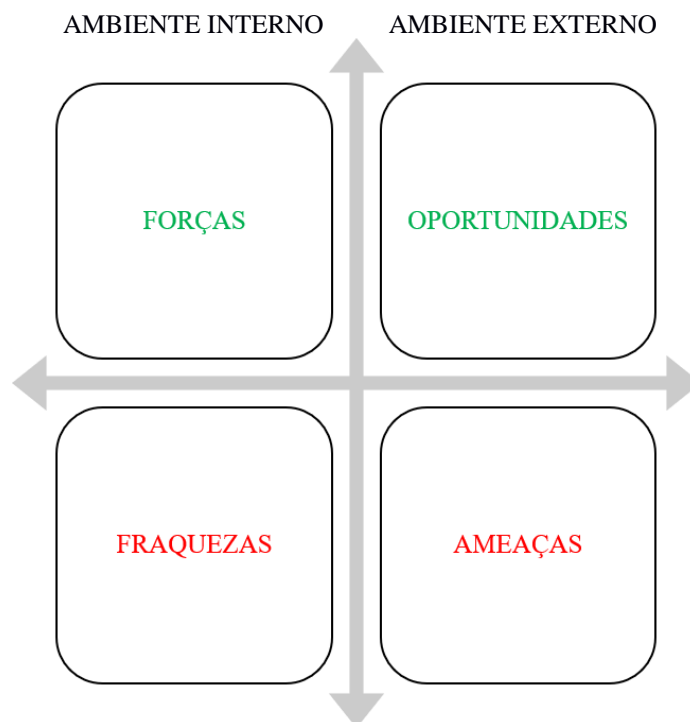 AMBIENTE INTERNO
AMBIENTE EXTERNO
FORÇAS
OPORTUNIDADES
FRAQUEZAS
AMEAÇAS